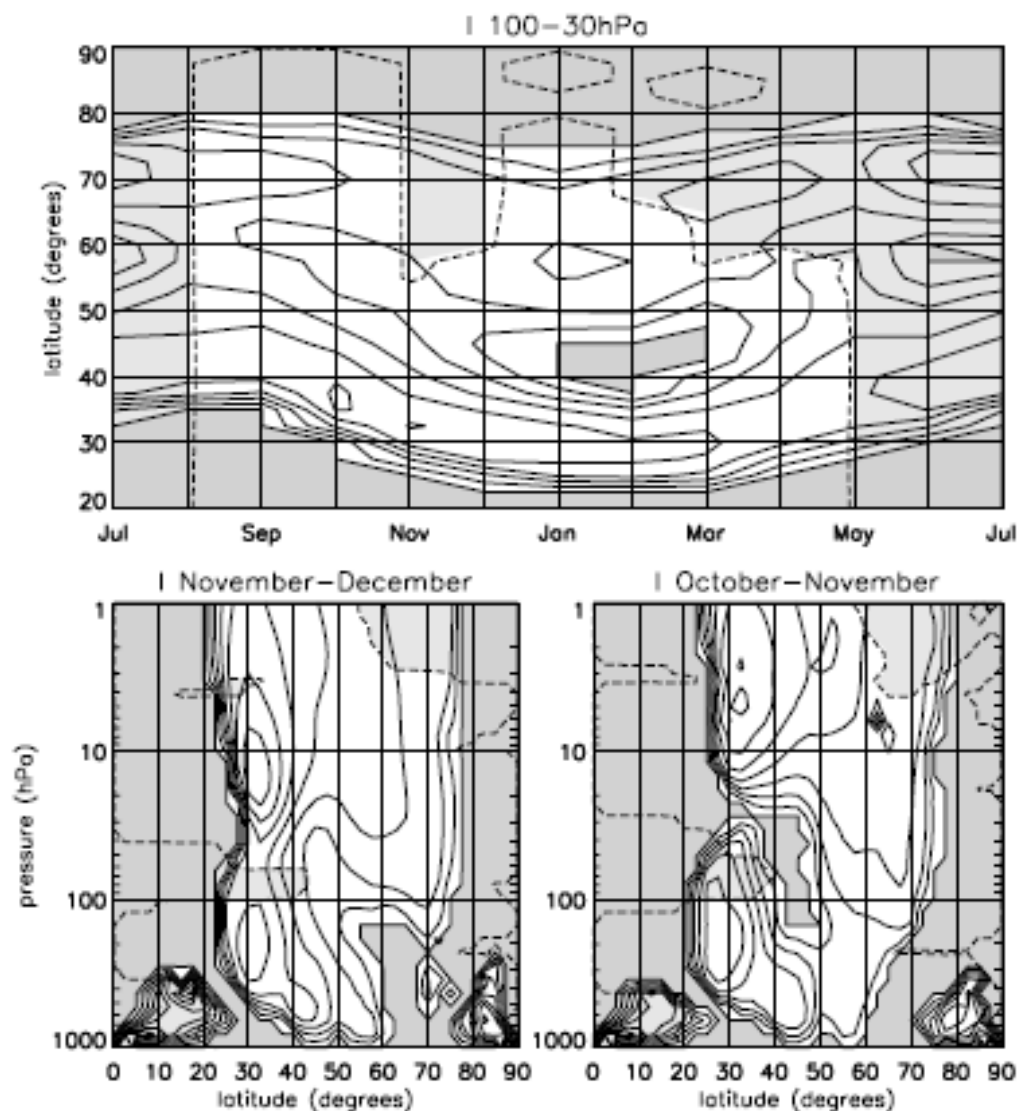 l 100-30hPa
90
80
70
60
50
40
30
20
latitude (degrees)
Jul Sep Nov Jan Mar May Jul
l November-December
1
10
100
1000
pressure (hPa)
0 10 20 30 40 50 60 70 80 90
latitude (degrees)
l October-November
1
10
100
1000
0 10 20 30 40 50 60 70 80 90
latitude (degrees)